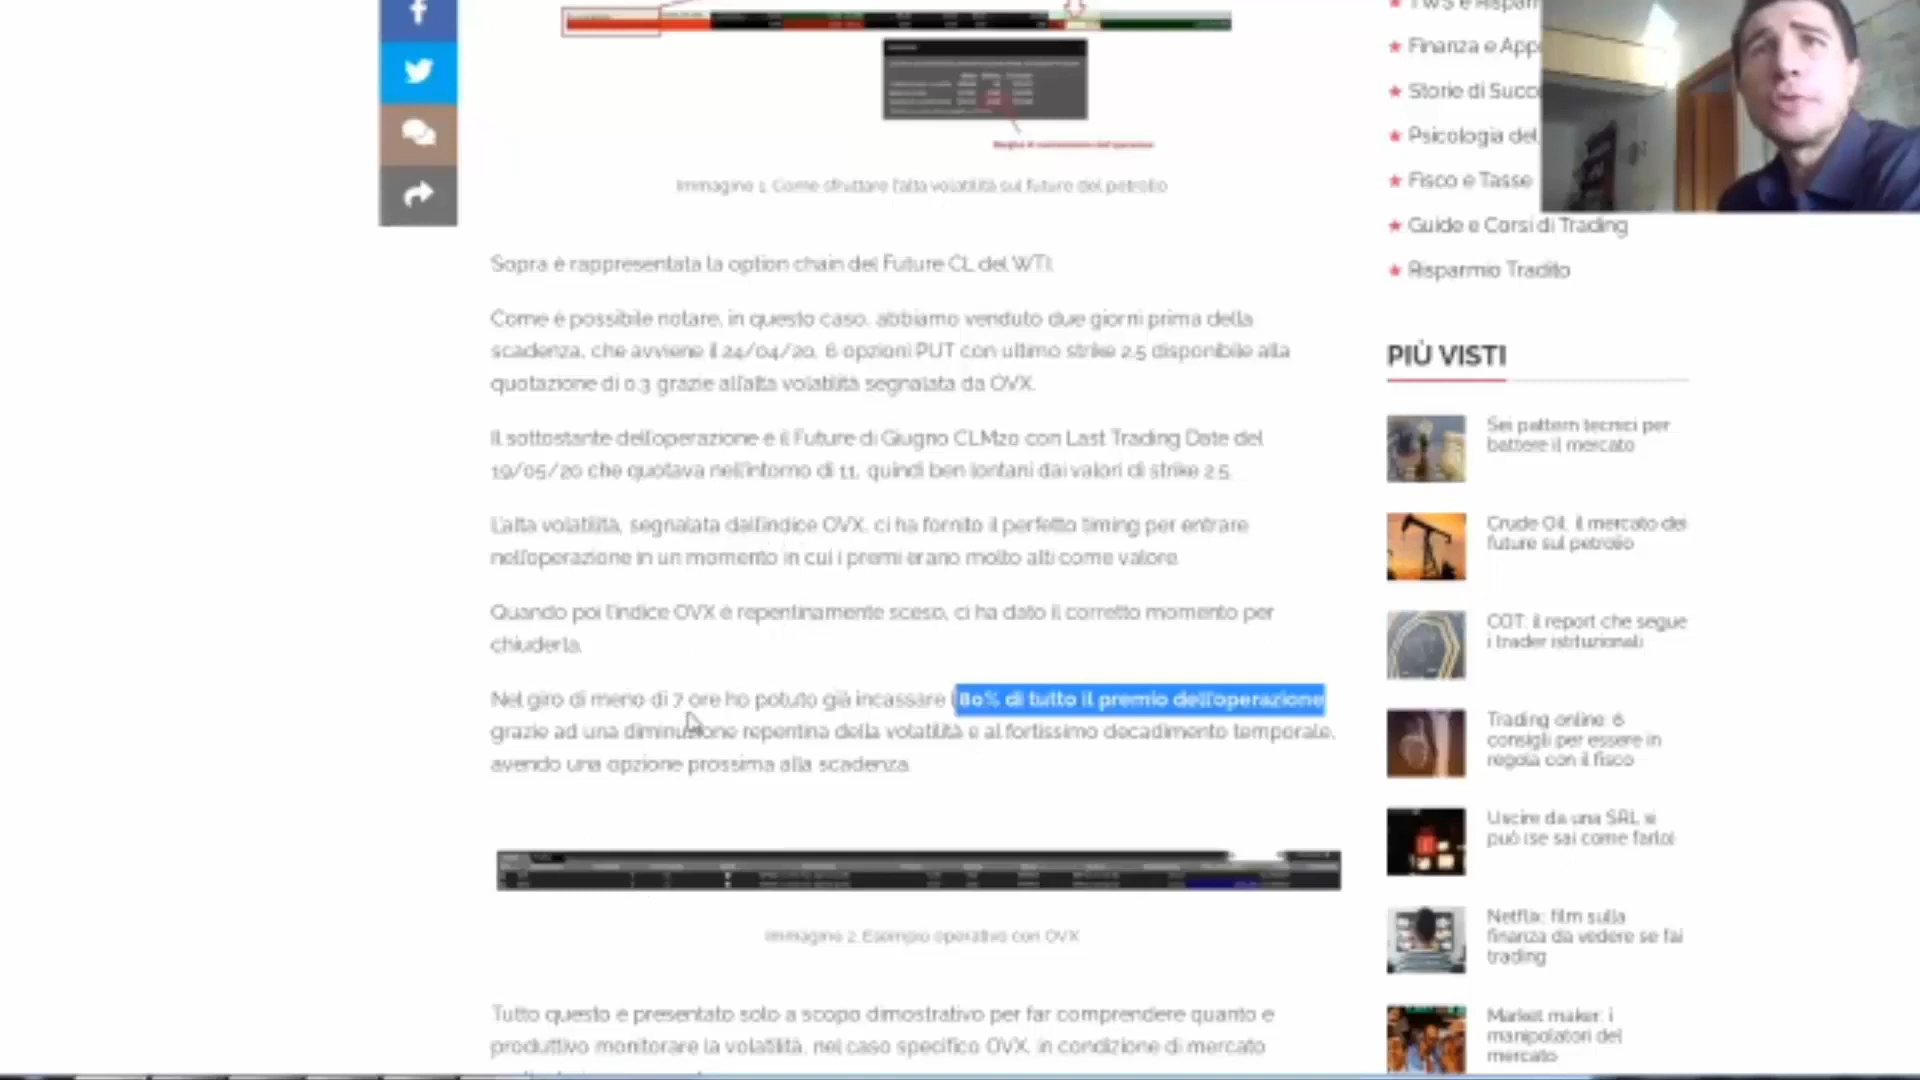 Immagine 1. Come sfruttare l'alta volatilità sul future del petrolio
Sopra è rappresentata la option chain del Future CL del WTI:
Come è possibile notare, in questo caso, abbiamo venduto due giorni prima della
scadenza, che avviene il 24/04/20, 6 opzioni PUT con ultimo strike 2.5 disponibile alla
quotazione di 0.3 grazie all'alta volatilità segnalata da OVX.
Il sottostante dell'operazione è il Future di Giugno CLM20 con Last Trading Date del
19/05/20 che quotava nell'intorno di 11, quindi ben lontani dai valori di strike 2.5.
L'alta volatilità, segnalata dall'indice OVX, ci ha fornito il perfetto timing per entrare
nell'operazione in un momento in cui i premi erano molto alti come valore.
Quando poi l'indice OVX è repentinamente sceso, ci ha dato il corretto momento per
chiuderla.
Nel giro di meno di 7 ore ho potuto già incassare l'80% di tutto il premio dell'operazione
grazie ad una diminuzione repentina della volatilità e al fortissimo decadimento temporale,
avendo una opzione prossima alla scadenza.
Immagine 2. Esempio operativo con OVX
Tutto questo è presentato solo a scopo dimostrativo per far comprendere quanto è
produttivo monitorare la volatilità, nel caso specifico OVX, in condizione di mercato
TWS e Rispar
Finanza e App
Storie di Succ
Psicologia del
Fisco e Tasse
Guide e Corsi di Trading
Risparmio Tradito
PIÙ VISTI
Sei pattern tecnici per
battere il mercato
Crude Oil: il mercato dei
future sul petrolio
COT: il report che segue
i trader istituzionali
Trading online: 6
consigli per essere in
regola con il fisco
Uscire da una SRL si
può (se sai come farlo)
Netflix: film sulla
finanza da vedere se fai
trading
Market maker: i
manipolatori del
mercato